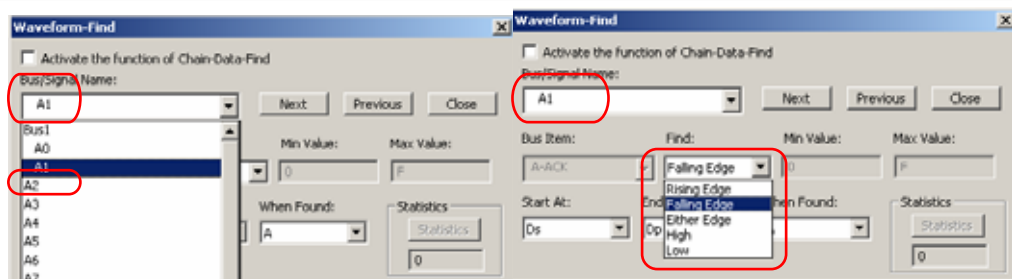 Waveform-Find
Activate the function of Chain-Data-Find
Bus/Signal Name:
A1
Next
Previous
Close
Bus1
A0
A1
A2
A3
A4
A5
A6
A7
Min Value:
Max Value:
0
F
When Found:
A
Statistics
Statistics
0
Waveform-Find
Activate the function of Chain-Data-Find
Bus/Signal Name:
A1
Next
Previous
Close
Bus Item:
Find:
Min Value:
Max Value:
A-ACK
Falling Edge
0
F
Rising Edge
Falling Edge
Either Edge
High
Low
Start At:
End
When Found:
Ds
Dp
Statistics
Statistics
0